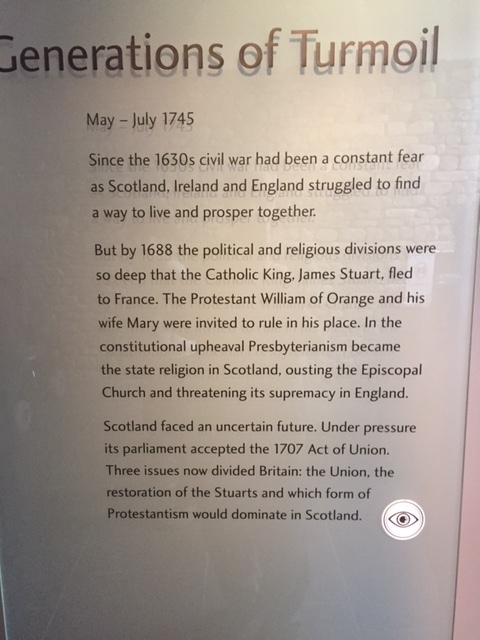 Generations of Turmoil
May – July 1745
Since the 1630s civil war had been a constant fear
as Scotland, Ireland and England struggled to find
a way to live and prosper together.
But by 1688 the political and religious divisions were
so deep that the Catholic King, James Stuart, fled
to France. The Protestant William of Orange and his
wife Mary were invited to rule in his place. In the
constitutional upheaval Presbyterianism became
the state religion in Scotland, ousting the Episcopal
Church and threatening its supremacy in England.
Scotland faced an uncertain future. Under pressure
its parliament accepted the 1707 Act of Union.
Three issues now divided Britain: the Union, the
restoration of the Stuarts and which form of
Protestantism would dominate in Scotland.